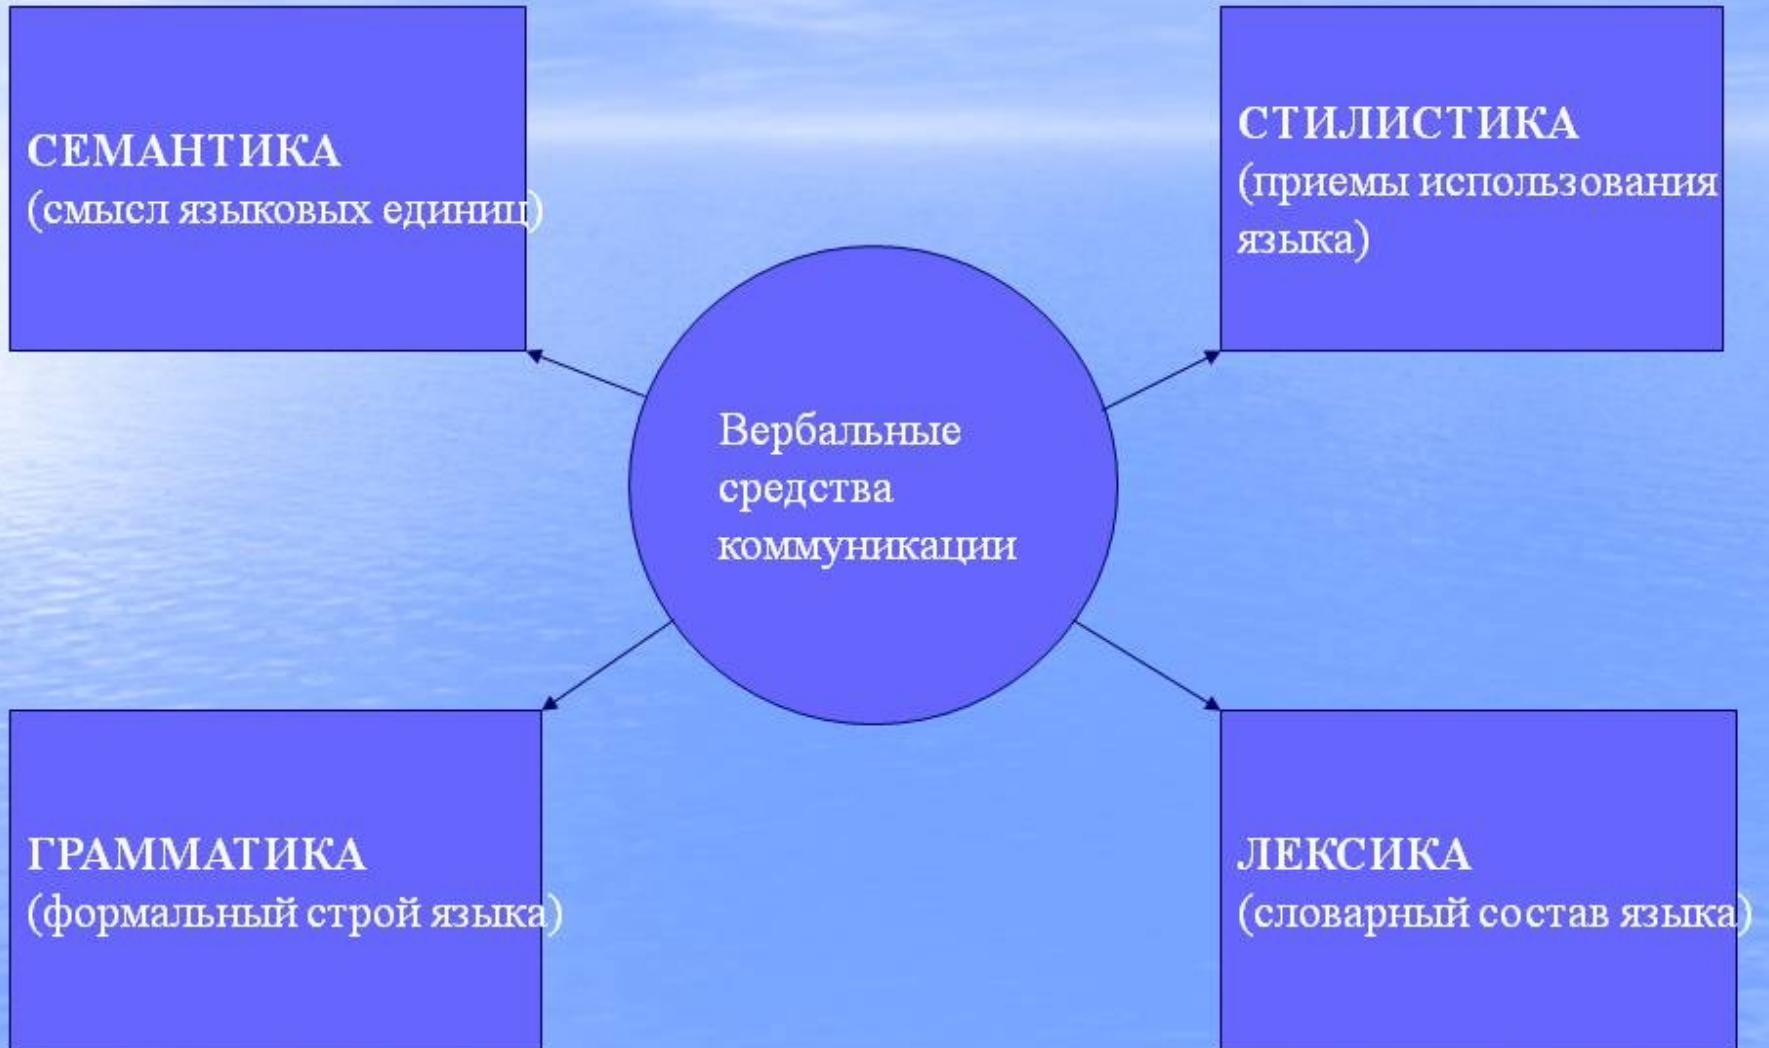 СЕМАНТИКА
(смысл языковых единиц)
СТИЛИСТИКА
(приемы использования
языка)
Вербальные
средства
коммуникации
ГРАММАТИКА
(формальный строй языка)
ЛЕКСИКА
(словарный состав языка)